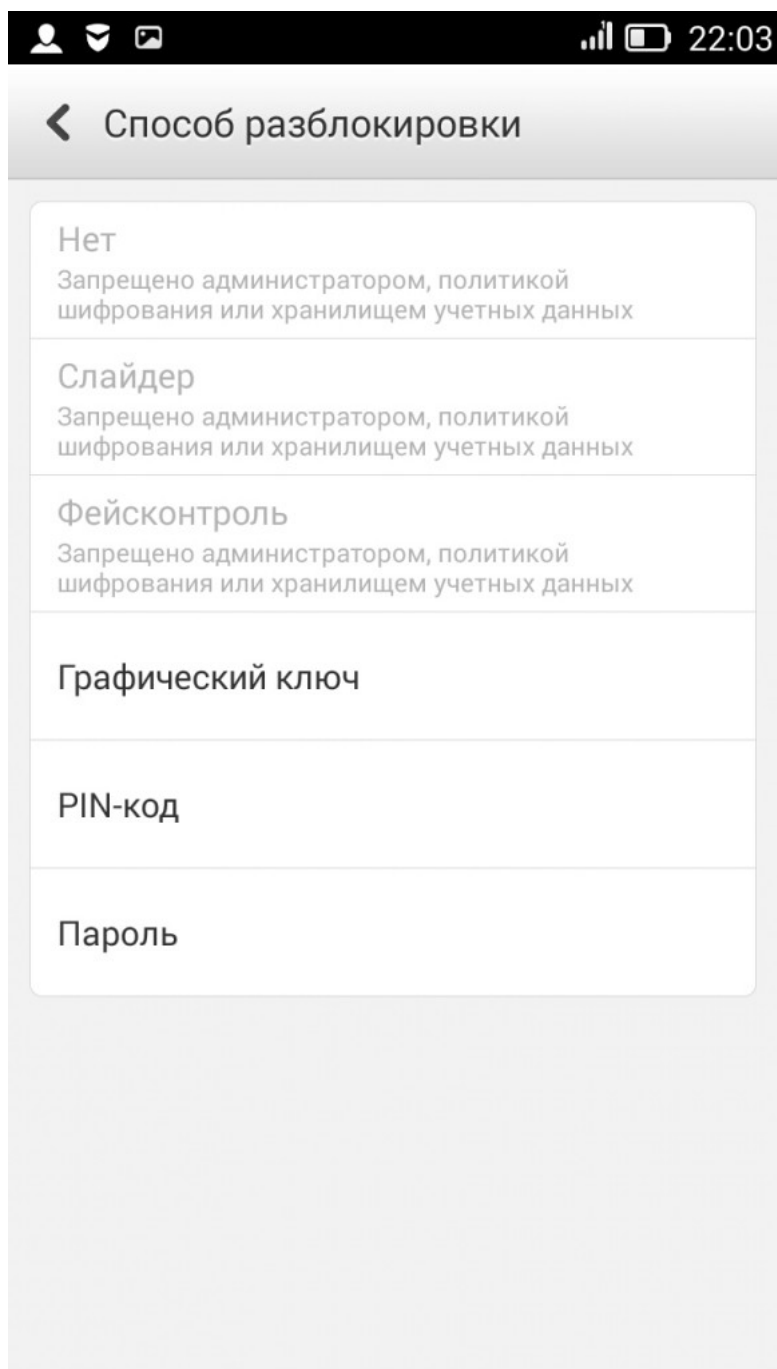 22:03
Способ разблокировки
Нет
Запрещено администратором, политикой
шифрования или хранилищем учетных данных
Слайдер
Запрещено администратором, политикой
шифрования или хранилищем учетных данных
Фейсконтроль
Запрещено администратором, политикой
шифрования или хранилищем учетных данных
Графический ключ
PIN-код
Пароль